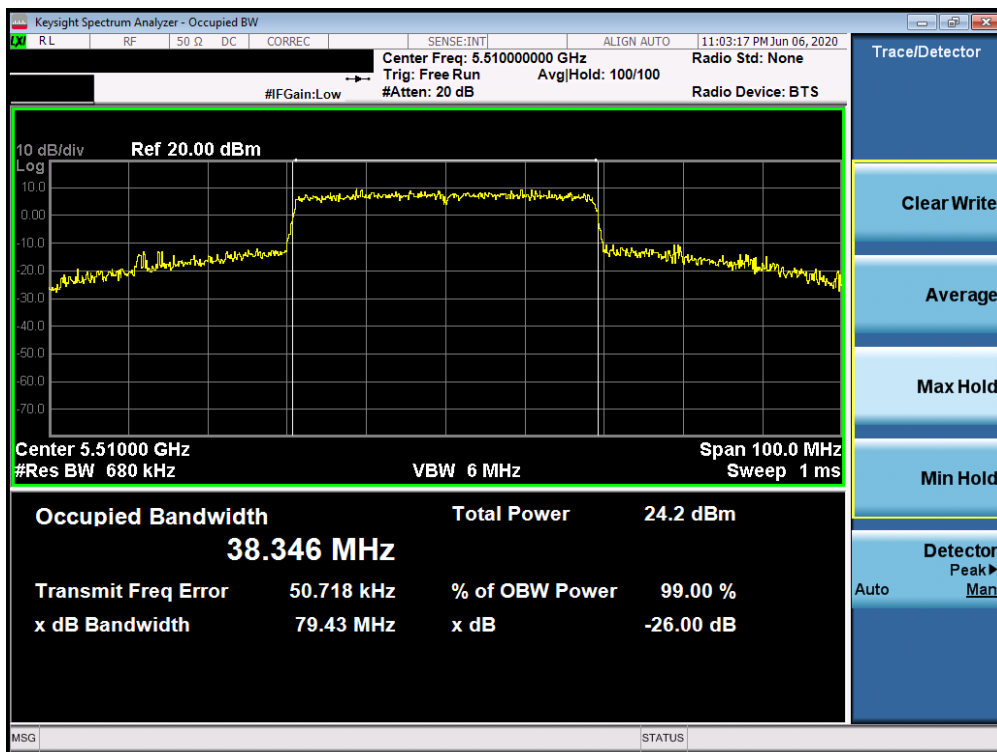 Keysight Spectrum Analyzer - Occupied BW
LXI RL RF 50 Ω DC CORREC SENSE:INT ALIGN AUTO 11:03:17 PM Jun 06, 2020
Center Freq: 5.510000000 GHz Radio Std: None
Trig: Free Run Avg|Hold: 100/100
#IFGain:Low #Atten: 20 dB Radio Device: BTS
10 dB/div Ref 20.00 dBm
Log
10.0
0.00
-10.0
-20.0
-30.0
-40.0
-50.0
-60.0
-70.0
Center 5.51000 GHz Span 100.0 MHz
#Res BW 680 kHz VBW 6 MHz Sweep 1 ms
Occupied Bandwidth Total Power 24.2 dBm
38.346 MHz
Transmit Freq Error 50.718 kHz % of OBW Power 99.00 %
x dB Bandwidth 79.43 MHz x dB -26.00 dB
Trace/Detector
Clear Write
Average
Max Hold
Min Hold
Detector
Peak▶
Auto Man
MSG STATUS